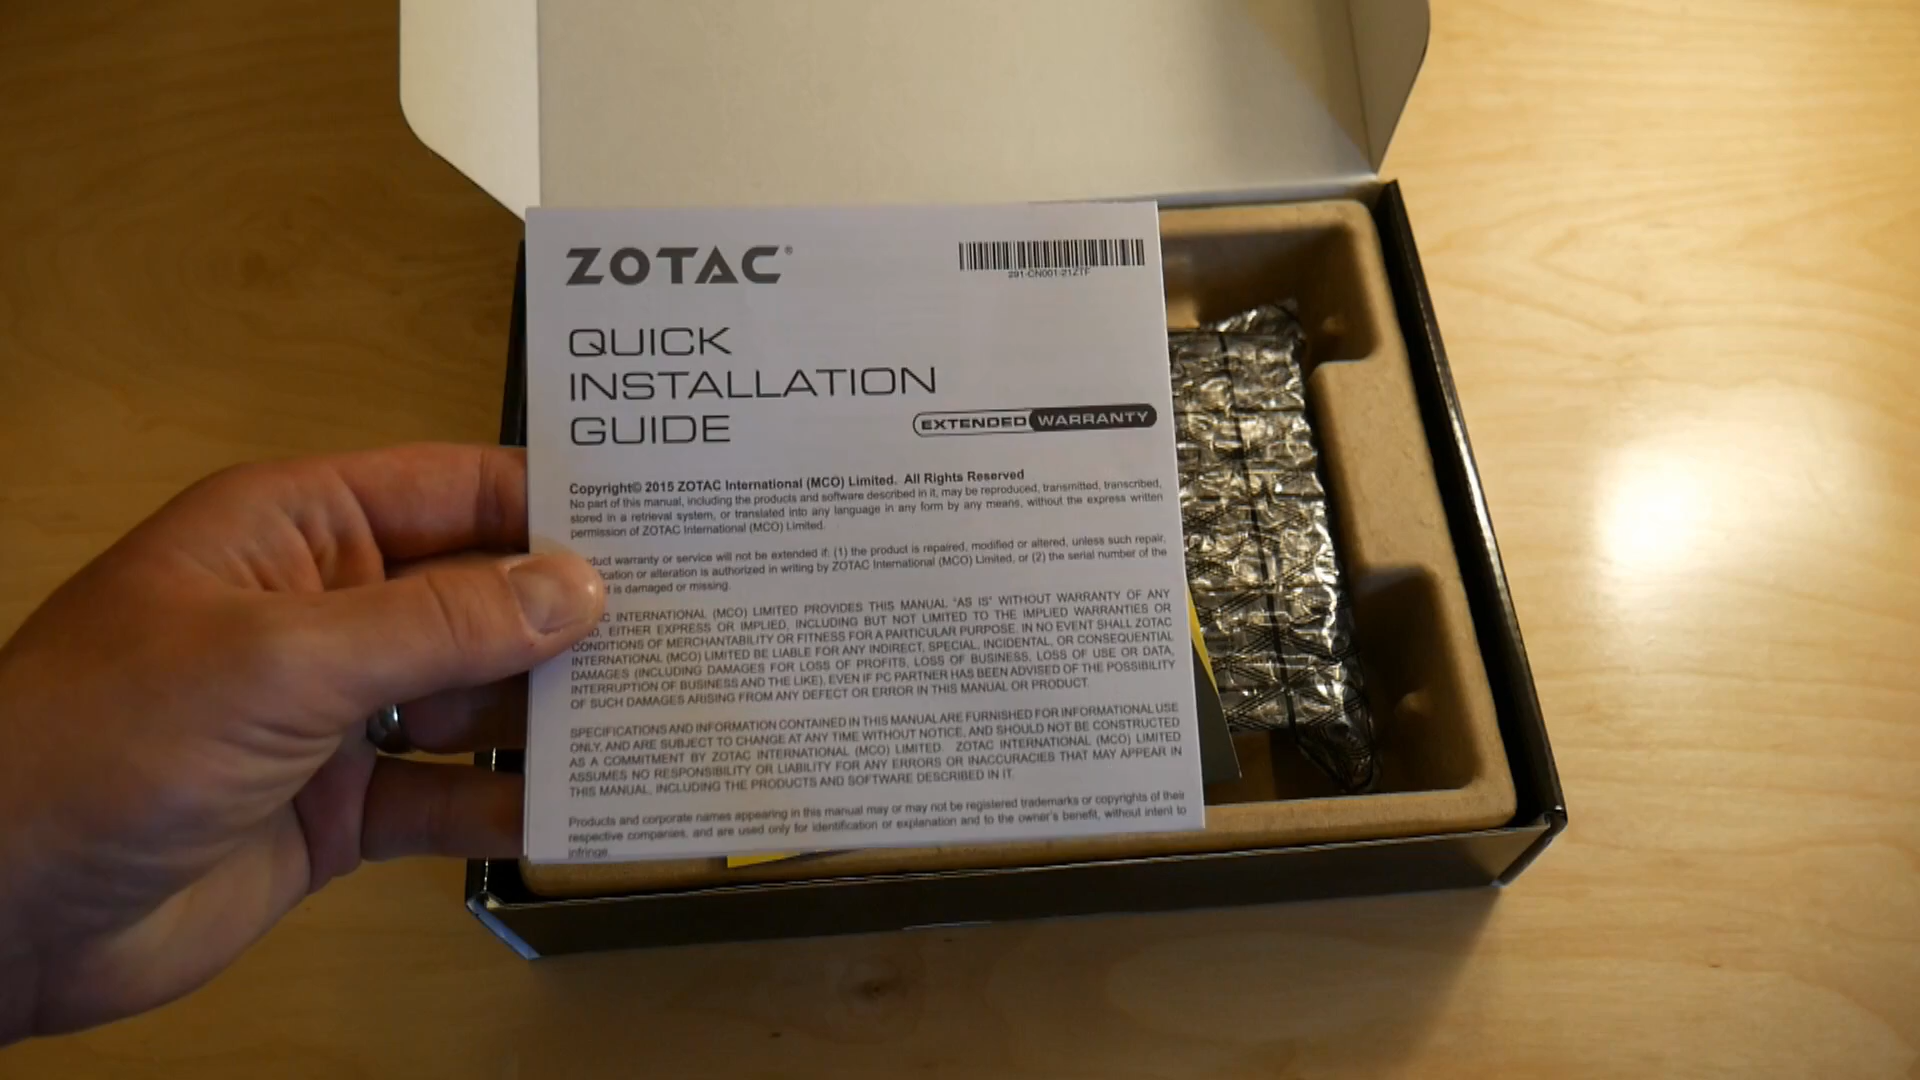 ZOTAC®
291-CN001-21ZTF
QUICK
INSTALLATION
GUIDE
EXTENDED WARRANTY
Copyright© 2015 ZOTAC International (MCO) Limited. All Rights Reserved
No part of this manual, including the products and software described in it, may be reproduced, transmitted, transcribed,
stored in a retrieval system, or translated into any language in any form by any means, without the express written
permission of ZOTAC International (MCO) Limited.
duct warranty or service will not be extended if: (1) the product is repaired, modified or altered, unless such repair,
ication or alteration is authorized in writing by ZOTAC International (MCO) Limited, or (2) the serial number of the
t is damaged or missing.
C INTERNATIONAL (MCO) LIMITED PROVIDES THIS MANUAL "AS IS" WITHOUT WARRANTY OF ANY
D, EITHER EXPRESS OR IMPLIED, INCLUDING BUT NOT LIMITED TO THE IMPLIED WARRANTIES OR
CONDITIONS OF MERCHANTABILITY OR FITNESS FOR A PARTICULAR PURPOSE. IN NO EVENT SHALL ZOTAC
INTERNATIONAL (MCO) LIMITED BE LIABLE FOR ANY INDIRECT, SPECIAL, INCIDENTAL, OR CONSEQUENTIAL
DAMAGES (INCLUDING DAMAGES FOR LOSS OF PROFITS, LOSS OF BUSINESS, LOSS OF USE OR DATA,
INTERRUPTION OF BUSINESS AND THE LIKE), EVEN IF PC PARTNER HAS BEEN ADVISED OF THE POSSIBILITY
OF SUCH DAMAGES ARISING FROM ANY DEFECT OR ERROR IN THIS MANUAL OR PRODUCT.
SPECIFICATIONS AND INFORMATION CONTAINED IN THIS MANUAL ARE FURNISHED FOR INFORMATIONAL USE
ONLY, AND ARE SUBJECT TO CHANGE AT ANY TIME WITHOUT NOTICE, AND SHOULD NOT BE CONSTRUCTED
AS A COMMITMENT BY ZOTAC INTERNATIONAL (MCO) LIMITED. ZOTAC INTERNATIONAL (MCO) LIMITED
ASSUMES NO RESPONSIBILITY OR LIABILITY FOR ANY ERRORS OR INACCURACIES THAT MAY APPEAR IN
THIS MANUAL, INCLUDING THE PRODUCTS AND SOFTWARE DESCRIBED IN IT.
Products and corporate names appearing in this manual may or may not be registered trademarks or copyrights of their
respective companies, and are used only for identification or explanation and to the owner's benefit, without intent to
infringe.